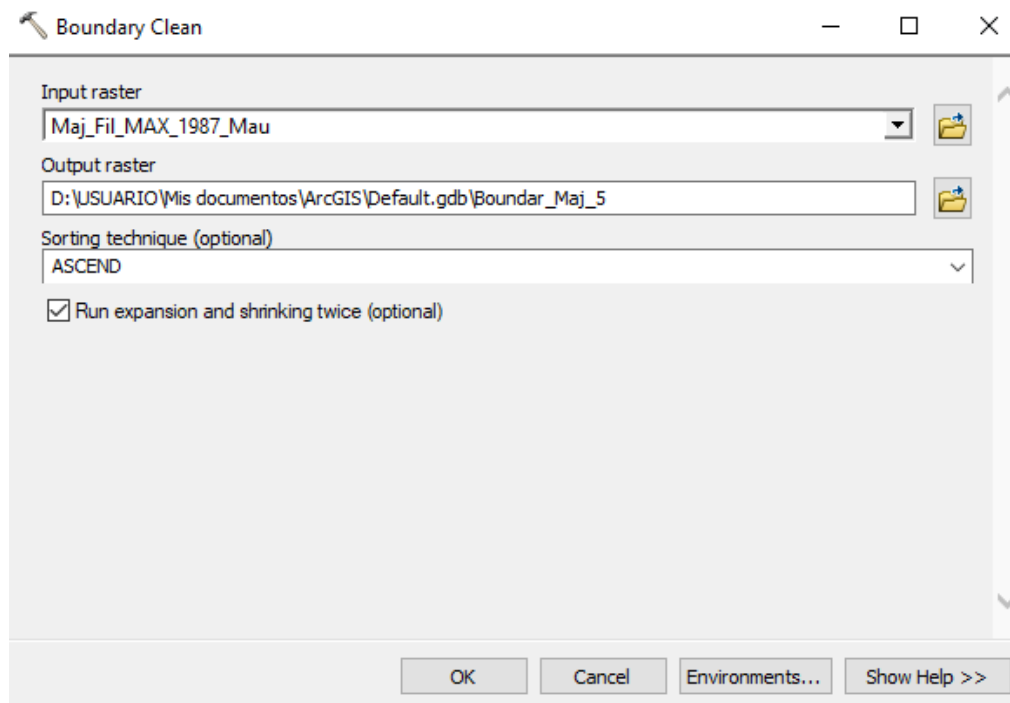 Boundary Clean
Input raster
Maj_Fil_MAX_1987_Mau
Output raster
D:\USUARIO\Mis documentos\ArcGIS\Default.gdb\Boundar_Maj_5
Sorting technique (optional)
ASCEND
Run expansion and shrinking twice (optional)
OK
Cancel
Environments...
Show Help >>